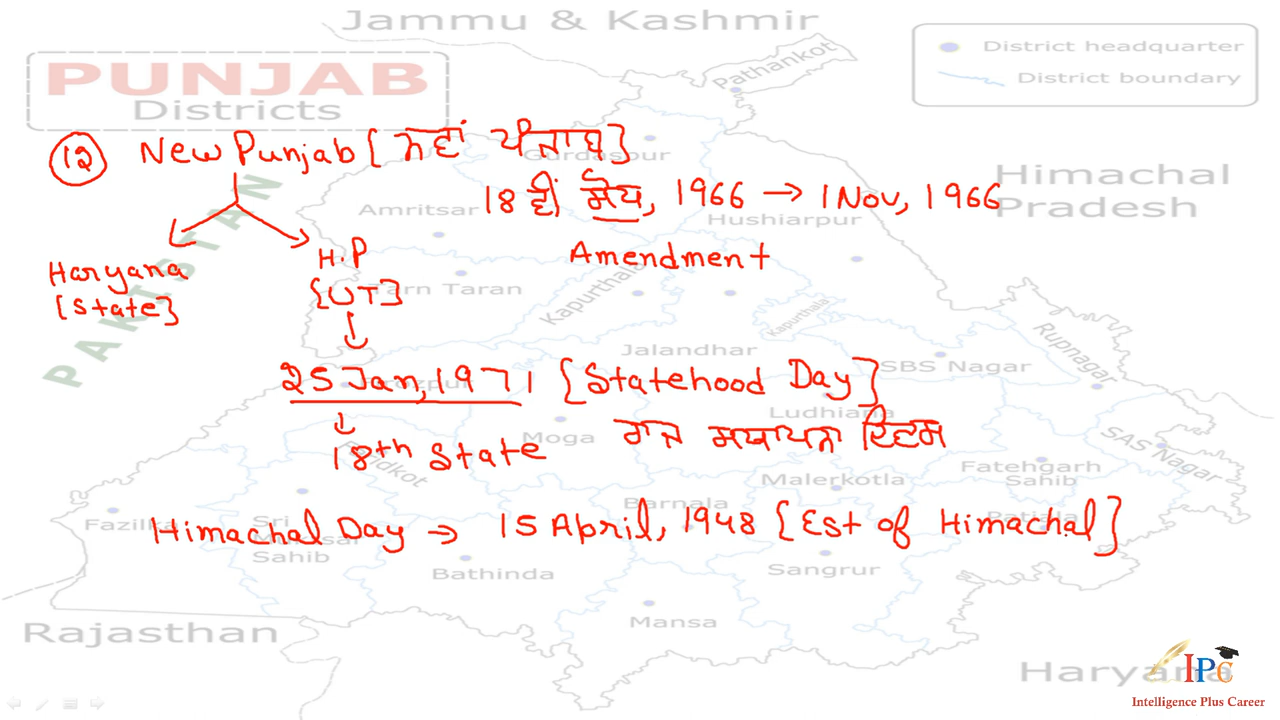 Jammu & Kashmir
PUNJAB
Districts
District headquarter
District boundary
Pathankot
12 New Punjab [ ਨਵਾਂ ਪੰਜਾਬ ]
Gurdaspur
Himachal
Pradesh
PAKISTAN
Amritsar
18 ਵੀਂ ਸੋਧ, 1966 → 1 Nov, 1966
Hushiarpur
Haryana
[State]
H.P
{UT}
Amendment
Tarn Taran
Kapurthala
Kapurthala
Jalandhar
Rupnagar
SBS Nagar
25 Jan, 1971 [Statehood Day]
Ludhiana
18th State
Moga
ਰਾਜ ਸਥਾਪਨਾ ਦਿਵਸ
SAS Nagar
Fatehgarh
Sahib
Malerkotla
Barnala
Fazilka
Himachal Day → 15 April, 1948 {Est of Himachal]
Sri
Sahib
Bathinda
Sangrur
Mansa
Rajasthan
Haryana
IPC
Intelligence Plus Career